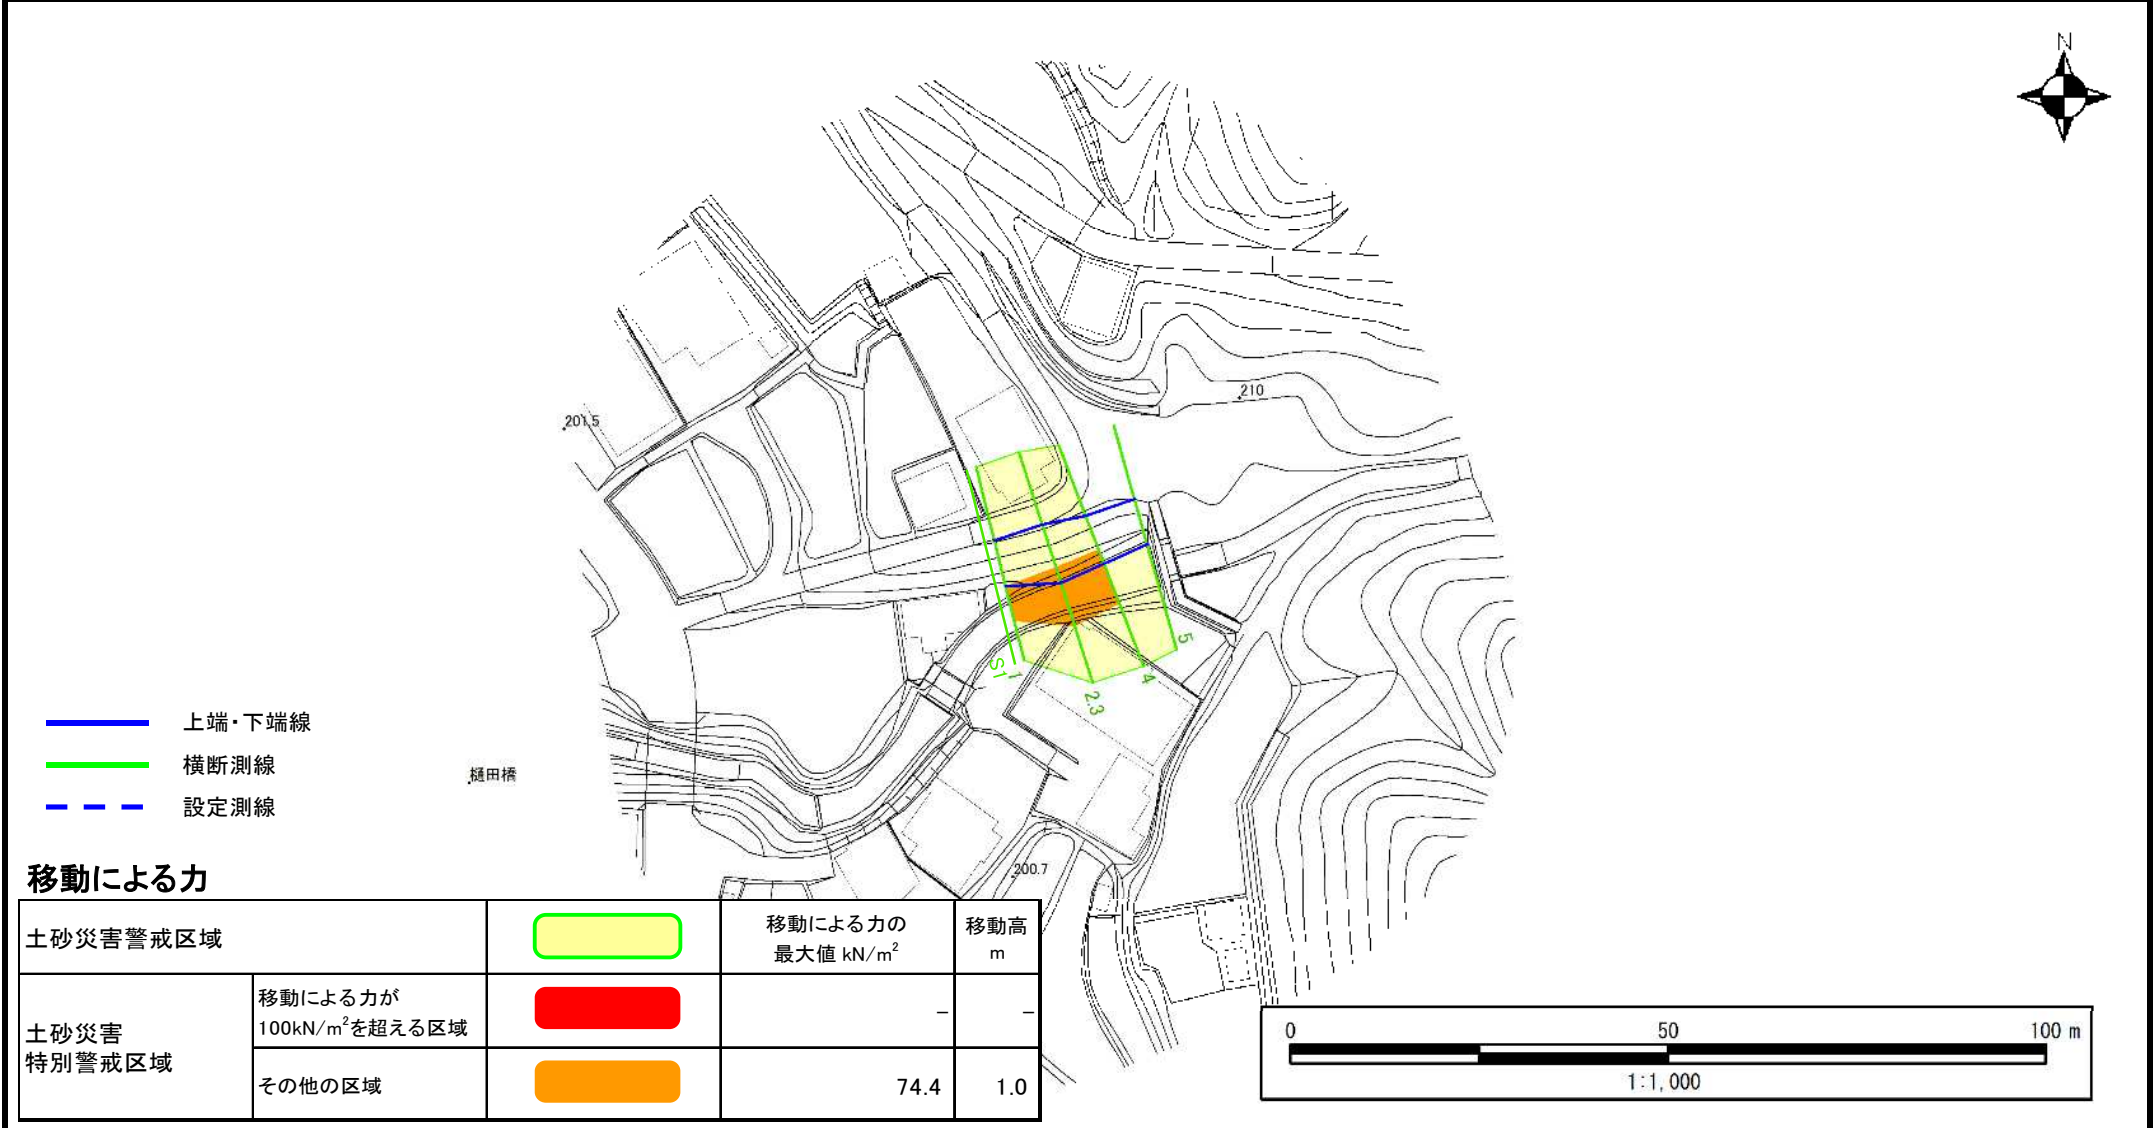 N
210
201.5
S1
1
2.3
4
5
上端・下端線
横断測線
設定測線
樋田橋
200.7
移動による力
土砂災害警戒区域
移動による力の
最大値 kN/m²
移動高
m
土砂災害
特別警戒区域
移動による力が
100kN/m²を超える区域
－
－
その他の区域
74.4
1.0
0 50 100 m
1:1,000